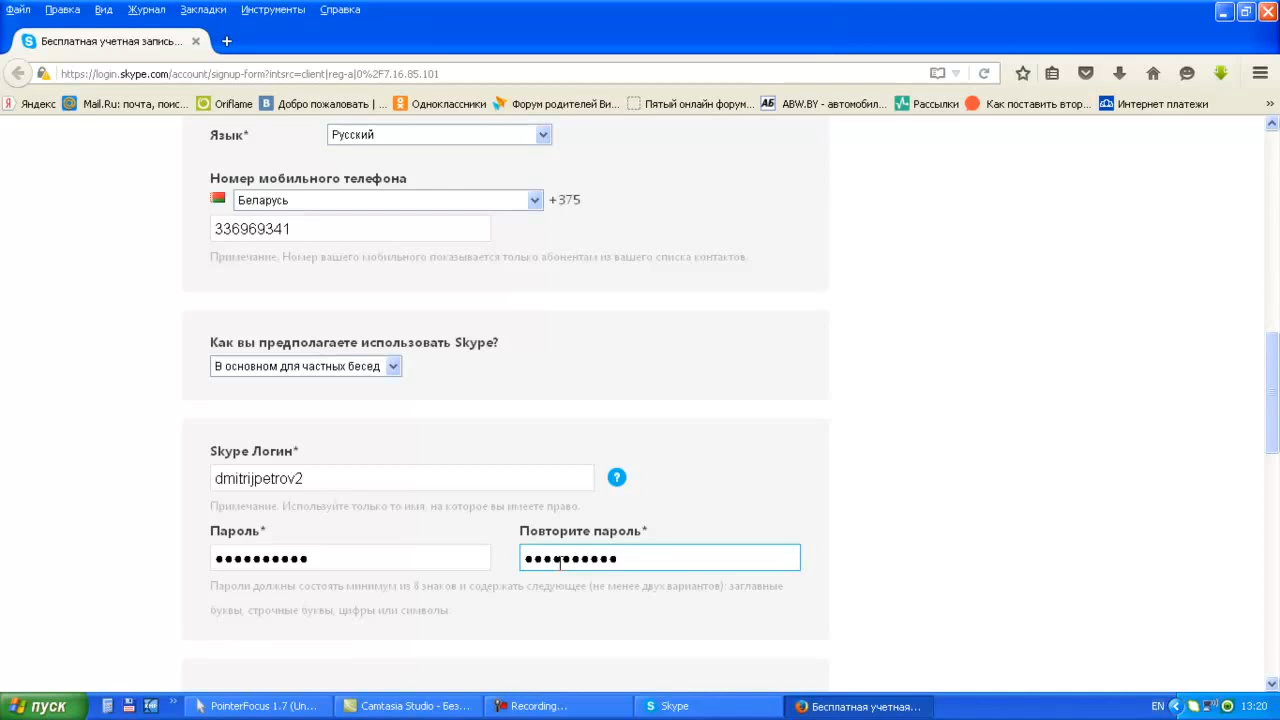 Файл Правка Вид Журнал Закладки Инструменты Справка
Бесплатная учетная запись...
https://login.skype.com/account/signup-form?intsrc=client|reg-a|0%2F7.16.85.101
Яндекс Mail.Ru: почта, поис... Oriflame Добро пожаловать | ... Одноклассники Форум родителей Ви... Пятый онлайн форум... АБ ABW.BY - автомобил... Рассылки Как поставить втор... Интернет платежи »
Язык* Русский
Номер мобильного телефона
Беларусь +375
336969341
Примечание. Номер вашего мобильного показывается только абонентам из вашего списка контактов.
Как вы предполагаете использовать Skype?
В основном для частных бесед
Skype Логин*
dmitrijpetrov2 ?
Примечание. Используйте только то имя, на которое вы имеете право.
Пароль* Повторите пароль*
●●●●●●●●●● ●●●●●●●●●●
Пароли должны состоять минимум из 8 знаков и содержать следующее (не менее двух вариантов): заглавные
буквы, строчные буквы, цифры или символы.
пуск » PointerFocus 1.7 (Un... Camtasia Studio - Без... Recording... Skype Бесплатная учетная... EN 13:20